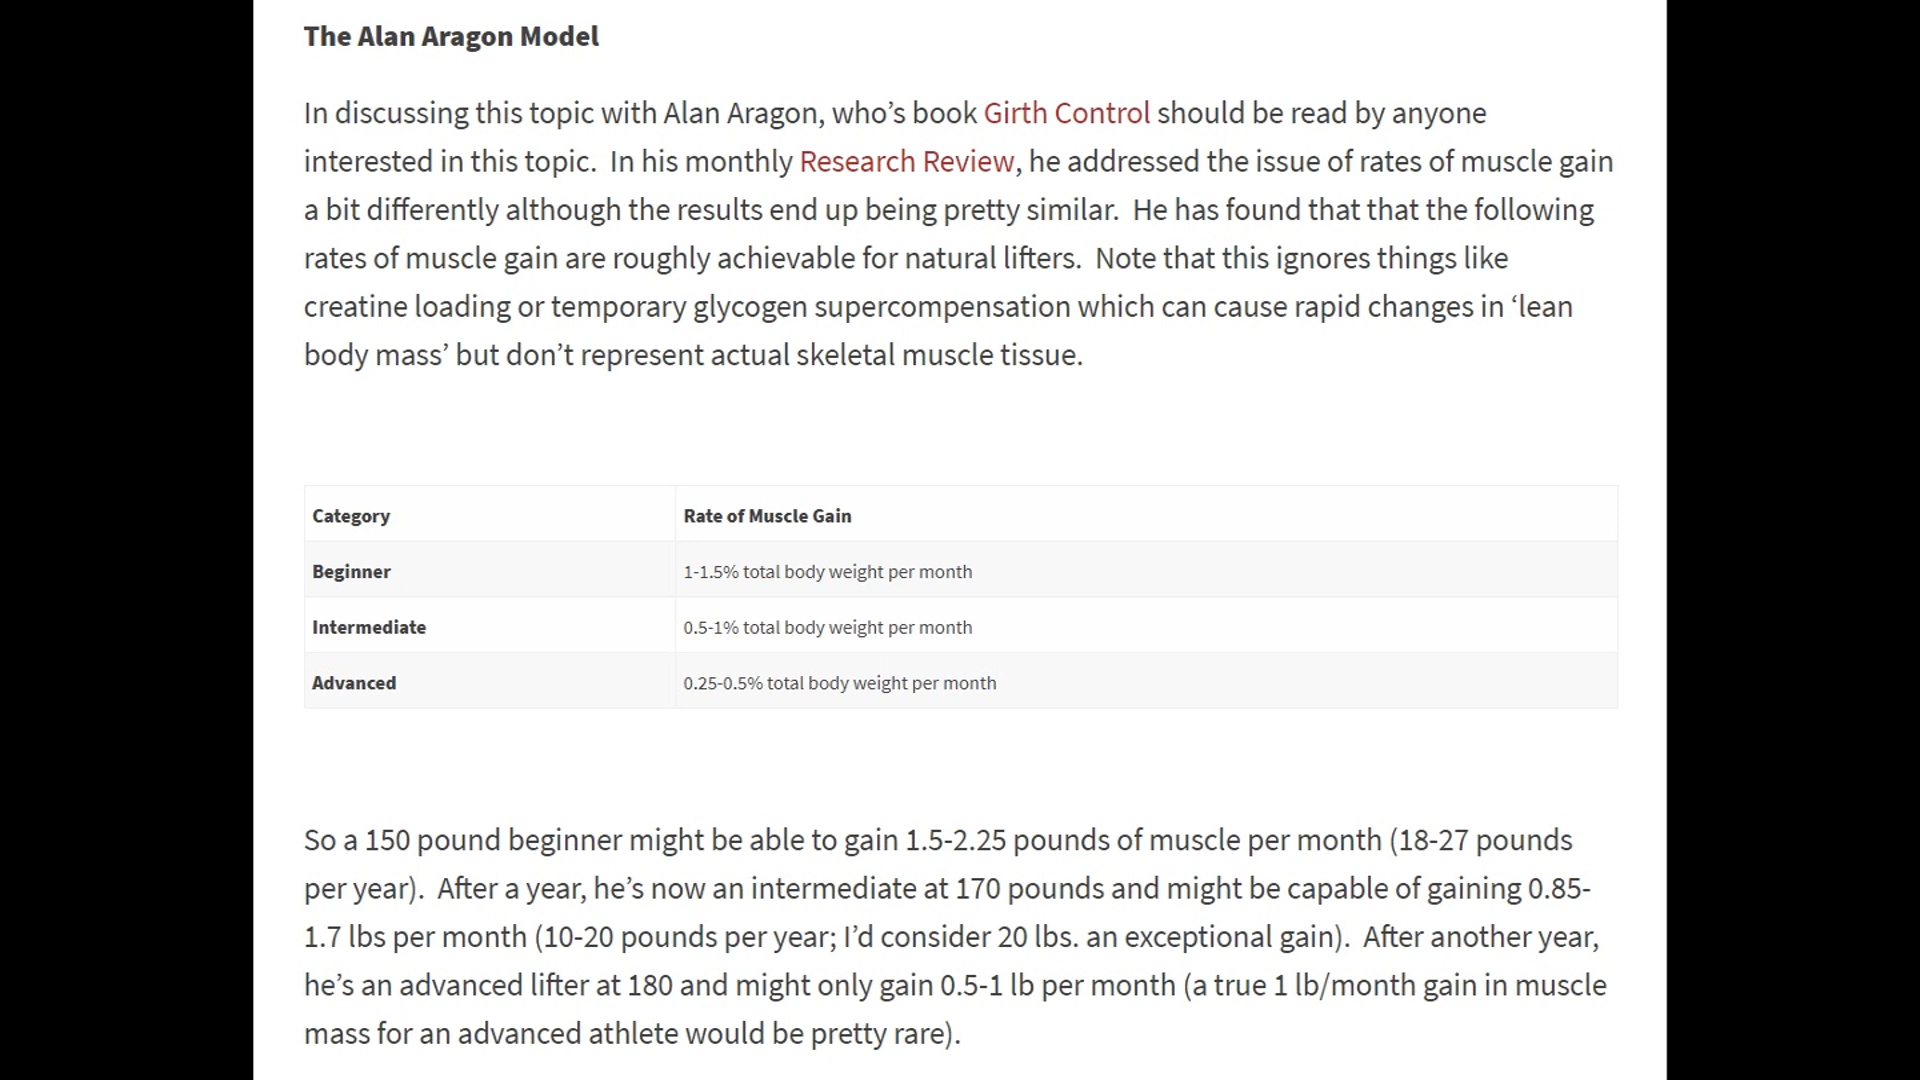 The Alan Aragon Model
In discussing this topic with Alan Aragon, who’s book Girth Control should be read by anyone
interested in this topic.  In his monthly Research Review, he addressed the issue of rates of muscle gain
a bit differently although the results end up being pretty similar.  He has found that that the following
rates of muscle gain are roughly achievable for natural lifters.  Note that this ignores things like
creatine loading or temporary glycogen supercompensation which can cause rapid changes in ‘lean
body mass’ but don’t represent actual skeletal muscle tissue.
Category Rate of Muscle Gain
Beginner 1-1.5% total body weight per month
Intermediate 0.5-1% total body weight per month
Advanced 0.25-0.5% total body weight per month
So a 150 pound beginner might be able to gain 1.5-2.25 pounds of muscle per month (18-27 pounds
per year).  After a year, he’s now an intermediate at 170 pounds and might be capable of gaining 0.85-
1.7 lbs per month (10-20 pounds per year; I’d consider 20 lbs. an exceptional gain).  After another year,
he’s an advanced lifter at 180 and might only gain 0.5-1 lb per month (a true 1 lb/month gain in muscle
mass for an advanced athlete would be pretty rare).